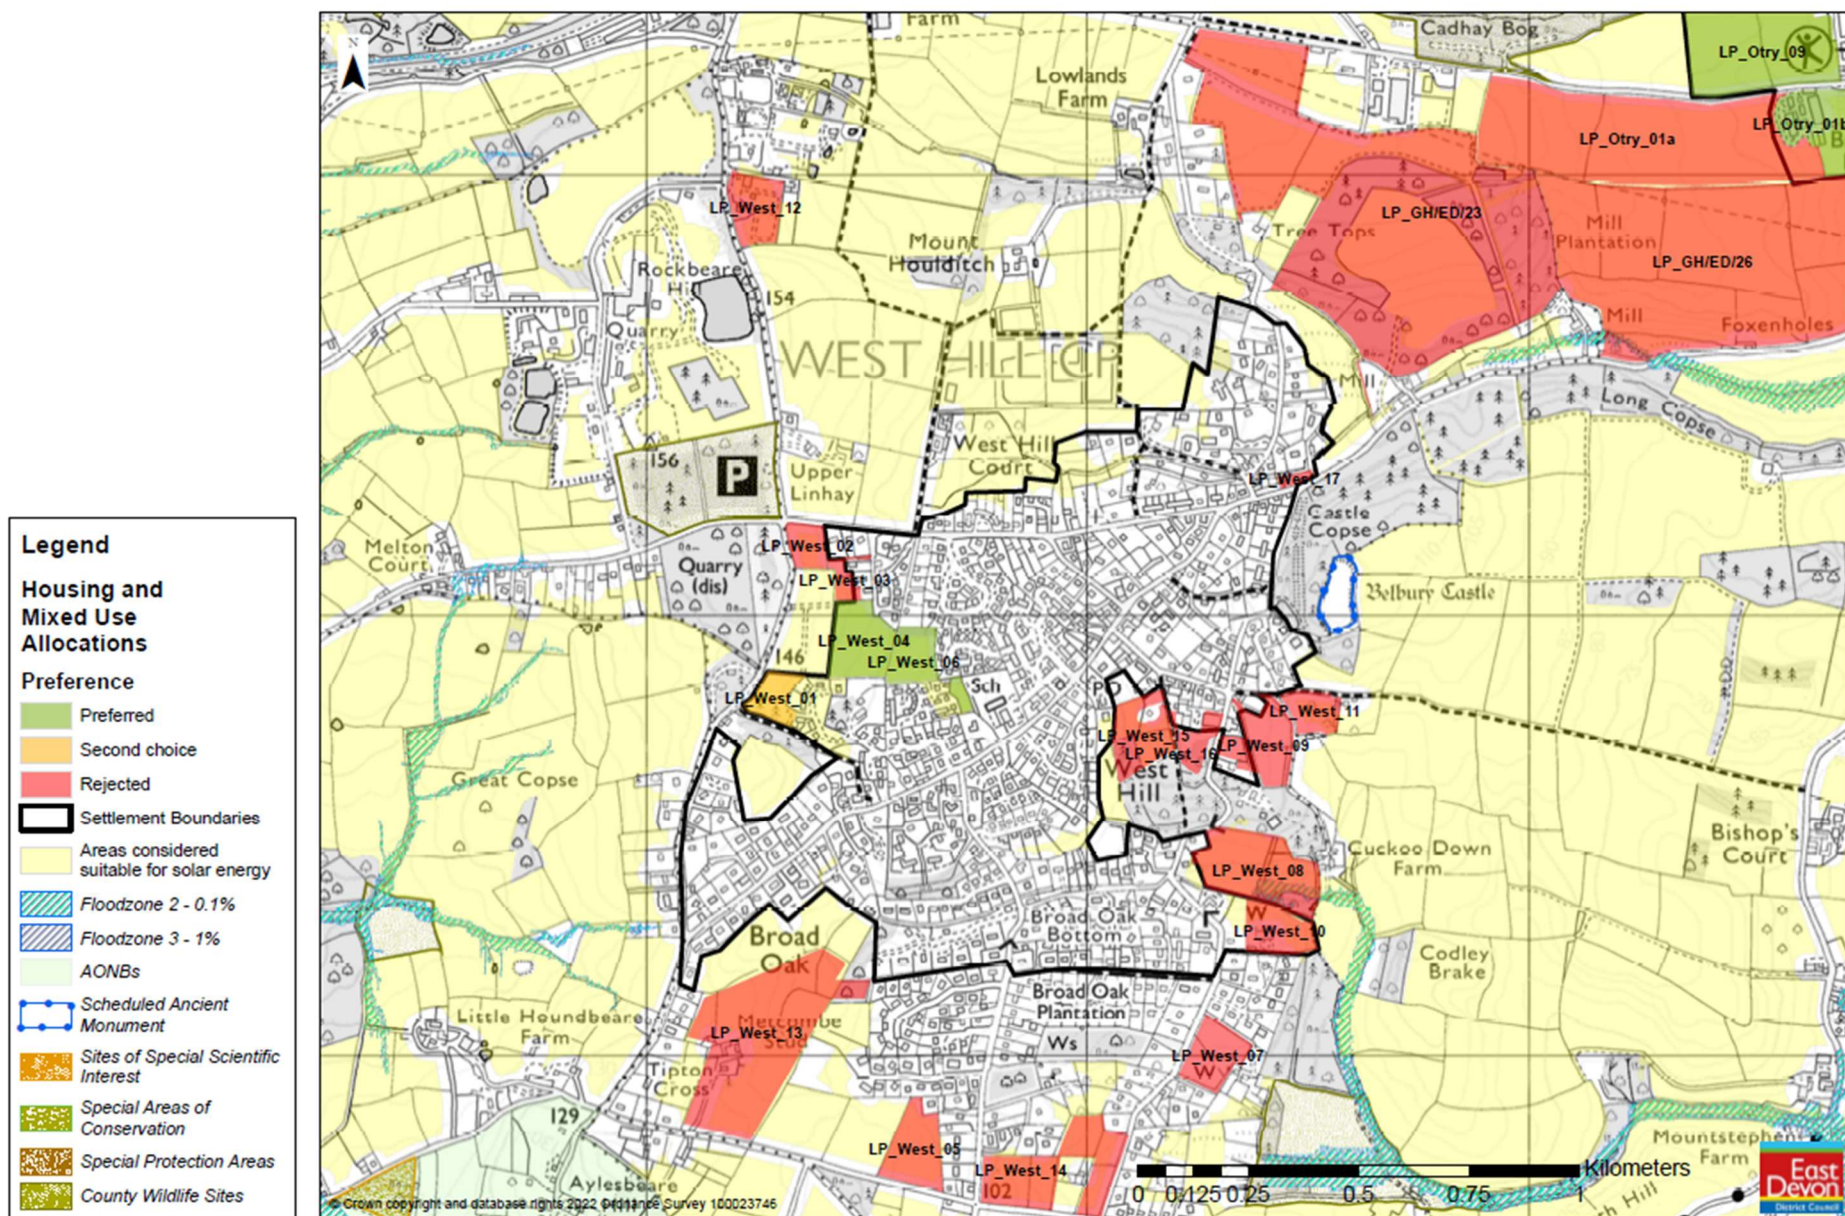 Legend
Housing and
Mixed Use
Allocations
Preference
Preferred
Second choice
Rejected
Settlement Boundaries
Areas considered
suitable for solar energy
Floodzone 2 - 0.1%
Floodzone 3 - 1%
AONBs
Scheduled Ancient
Monument
Sites of Special Scientific
Interest
Special Areas of
Conservation
Special Protection Areas
County Wildlife Sites
N
Farm
Cadhay Bog
LP_Otry_09
Lowlands
Farm
LP_Otry_01b
LP_Otry_01a
LP_West_12
LP_GH/ED/23
Tree Tops
Mill
Plantation
Mount
Houlditch
LP_GH/ED/26
Rockbeare
154
Quarry
Mill
Foxenholes
WEST HILL CP
Mill
Long Copse
West Hill
Court
156
P
Upper
Linhay
LP_West_17
Castle
Copse
Melton
Court
LP_West_02
Quarry
(dis)
LP_West_03
Belbury Castle
LP_West_04
146
LP_West_06
Sch
LP_West_01
LP_West_11
LP_West_15
LP_West_09
LP_West_16
West
Hill
Great Copse
Bishop's
Court
Cuckoo Down
Farm
LP_West_08
Broad Oak
Bottom
W
LP_West_10
Broad
Oak
Codley
Brake
Broad Oak
Plantation
Little Houndbeare
Farm
Metcombe
Stud
LP_West_13
Ws
LP_West_07
Tipton
Cross
129
LP_West_05
LP_West_14
102
Mountstephen
Farm
Aylesbeare
Hill
Kilometers
0 0.125 0.25 0.5 0.75 1
© Crown copyright and database rights 2022 Ordnance Survey 100023746
East
Devon
District Council